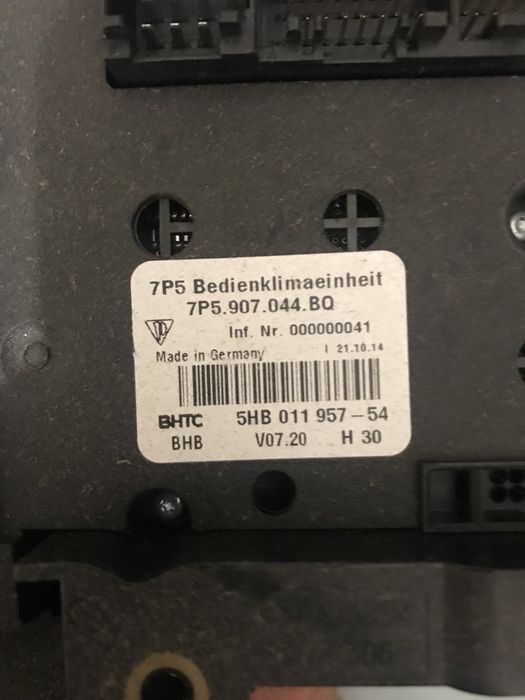 7P5 Bedienklimaeinheit
7P5.907.044.BQ
Inf. Nr. 000000041
Made in Germany I 21.10.14
BHTC 5HB 011 957-54
BHB V07.20 H 30